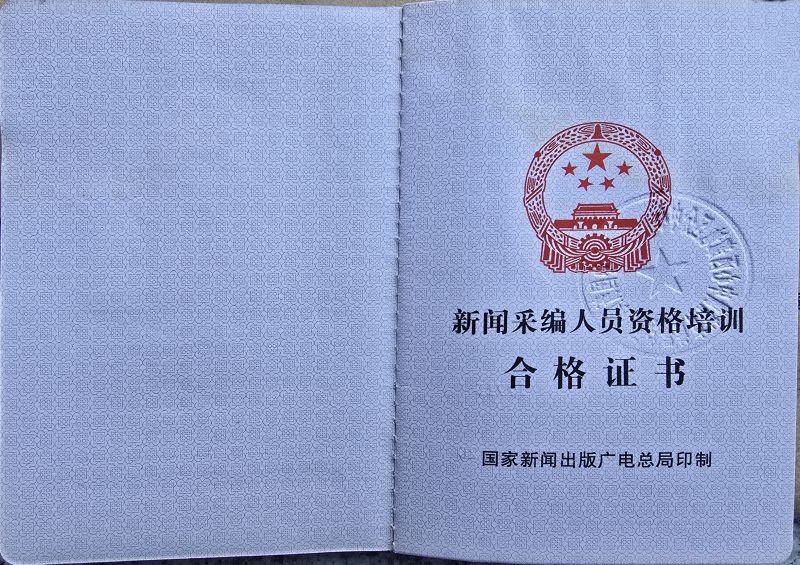 新闻采编人员资格培训
合格证书
国家新闻出版广电总局印制